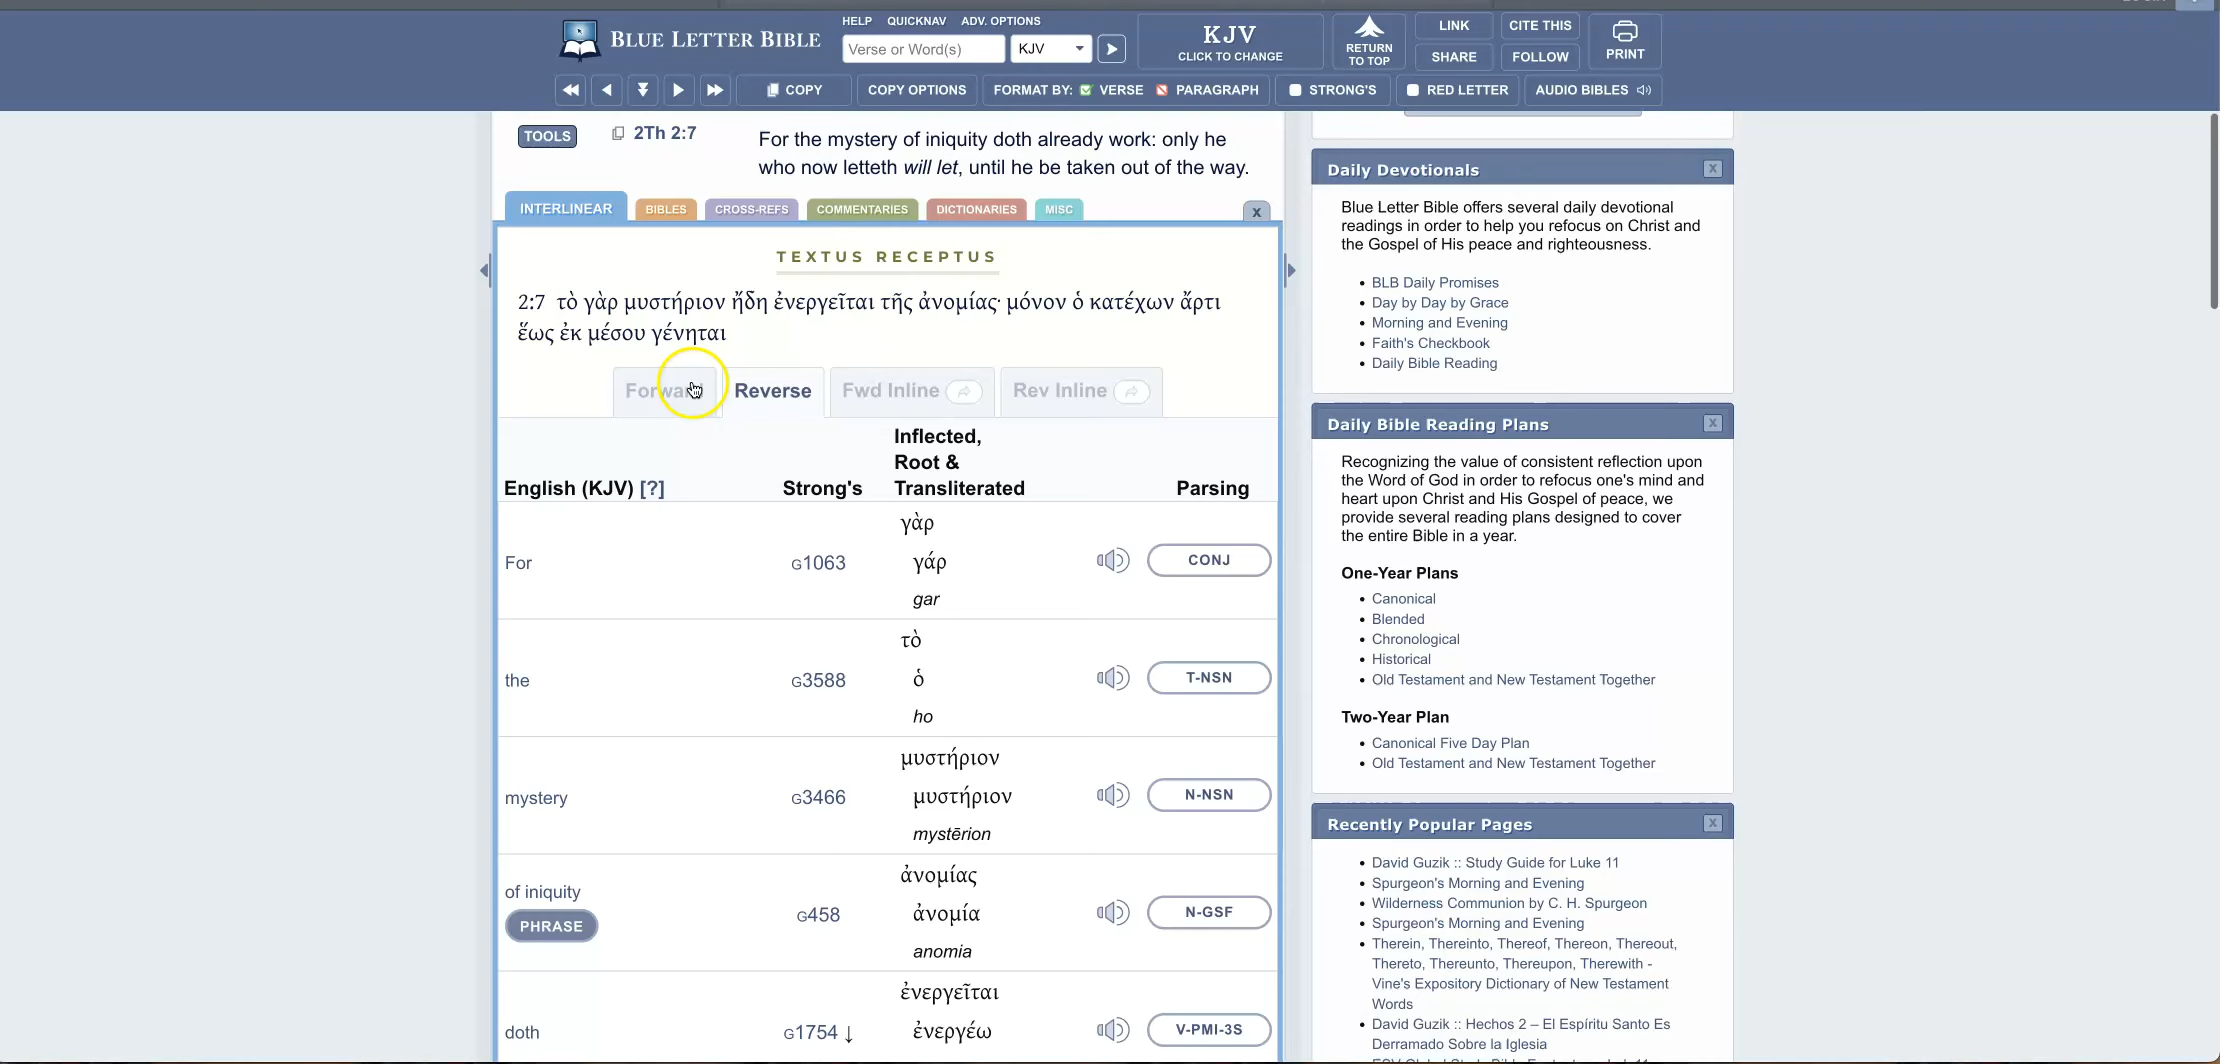 HELP QUICKNAV ADV. OPTIONS
BLUE LETTER BIBLE
Verse or Word(s)
KJV
KJV
CLICK TO CHANGE
RETURN
TO TOP
LINK
CITE THIS
SHARE
FOLLOW
PRINT
COPY
COPY OPTIONS
FORMAT BY: VERSE PARAGRAPH
STRONG'S
RED LETTER
AUDIO BIBLES
TOOLS
2Th 2:7
For the mystery of iniquity doth already work: only he
who now letteth will let, until he be taken out of the way.
INTERLINEAR
BIBLES
CROSS-REFS
COMMENTARIES
DICTIONARIES
MISC
X
TEXTUS RECEPTUS
2:7 τὸ γὰρ μυστήριον ἤδη ἐνεργεῖται τῆς ἀνομίας· μόνον ὁ κατέχων ἄρτι
ἕως ἐκ μέσου γένηται
Forward
Reverse
Fwd Inline
Rev Inline
English (KJV) [?]
Strong's
Inflected,
Root &
Transliterated
Parsing
For
G1063
γὰρ
γάρ
gar
CONJ
the
G3588
τὸ
ὁ
ho
T-NSN
mystery
G3466
μυστήριον
μυστήριον
mystērion
N-NSN
of iniquity
PHRASE
G458
ἀνομίας
ἀνομία
anomia
N-GSF
doth
G1754 ↓
ἐνεργεῖται
ἐνεργέω
V-PMI-3S
Daily Devotionals
X
Blue Letter Bible offers several daily devotional
readings in order to help you refocus on Christ and
the Gospel of His peace and righteousness.
• BLB Daily Promises
• Day by Day by Grace
• Morning and Evening
• Faith's Checkbook
• Daily Bible Reading
Daily Bible Reading Plans
X
Recognizing the value of consistent reflection upon
the Word of God in order to refocus one's mind and
heart upon Christ and His Gospel of peace, we
provide several reading plans designed to cover
the entire Bible in a year.
One-Year Plans
• Canonical
• Blended
• Chronological
• Historical
• Old Testament and New Testament Together
Two-Year Plan
• Canonical Five Day Plan
• Old Testament and New Testament Together
Recently Popular Pages
X
• David Guzik :: Study Guide for Luke 11
• Spurgeon's Morning and Evening
• Wilderness Communion by C. H. Spurgeon
• Spurgeon's Morning and Evening
• Therein, Thereinto, Thereof, Thereon, Thereout,
Thereto, Thereunto, Thereupon, Therewith -
Vine's Expository Dictionary of New Testament
Words
• David Guzik :: Hechos 2 – El Espíritu Santo Es
Derramado Sobre la Iglesia